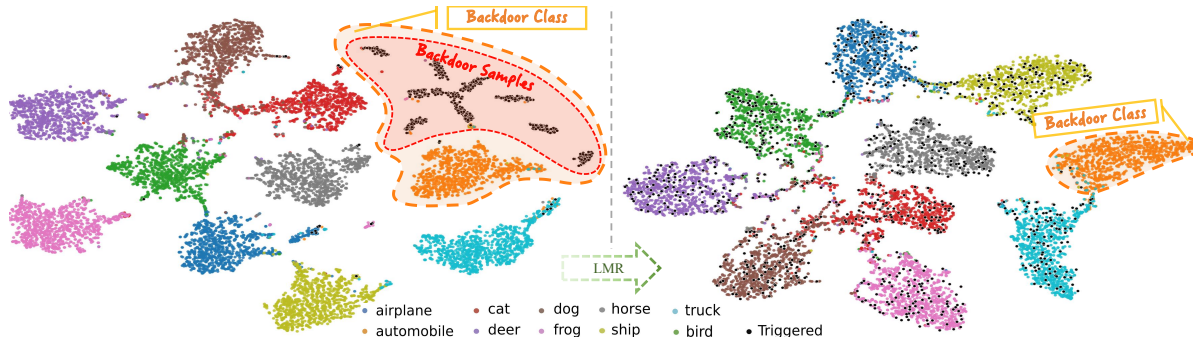 Backdoor Class
Backdoor Samples
Backdoor Class
LMR
airplane cat dog horse truck
automobile deer frog ship bird Triggered